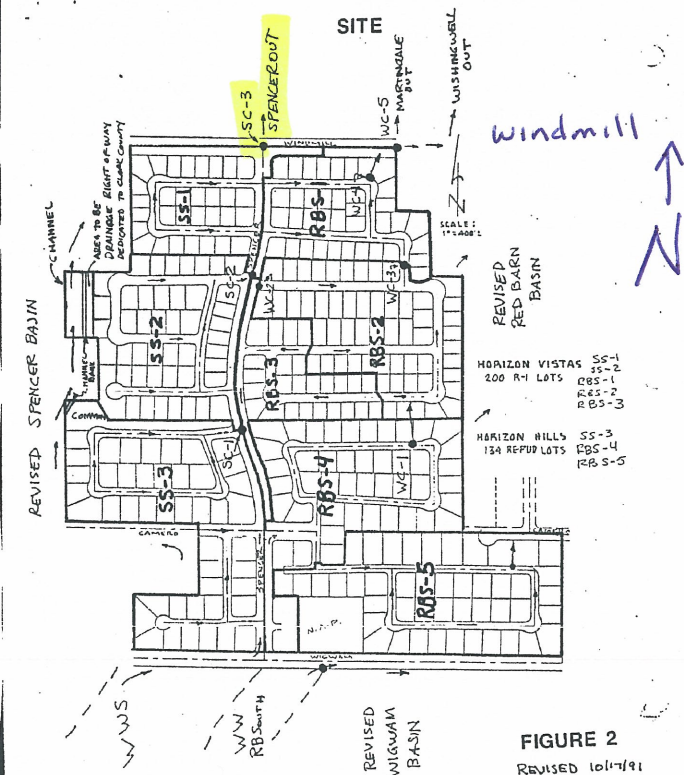 SITE
SC-3
SPENCER OUT
WC-5
MARTINDALE
OUT
WISHINGWELL
OUT
windmill
N
WINDMILL
SS-1
RBS-1
WC-4
SCALE:
CHANNEL
AREA TO BE
DRAINAGE RIGHT OF WAY
DEDICATED TO CLARK COUNTY
SPENCER
SC-2
WC-2
WC-3
SS-2
RBS-2
RBS-3
REVISED
RED BARN
BASIN
REVISED SPENCER BASIN
CHANNEL
COMMON
HORIZON VISTAS SS-1
SS-2
200 R-1 LOTS RBS-1
RBS-2
RBS-3
HORIZON HILLS SS-3
134 REPUD LOTS RBS-4
RBS-5
SC-1
SS-3
RBS-4
WC-1
CAMERO
SPENCER
RBS-5
N.A.P.
WIGWAM
WWS
WW
RBSOUTH
REVISED
WIGWAM
BASIN
FIGURE 2
REVISED 10/17/91